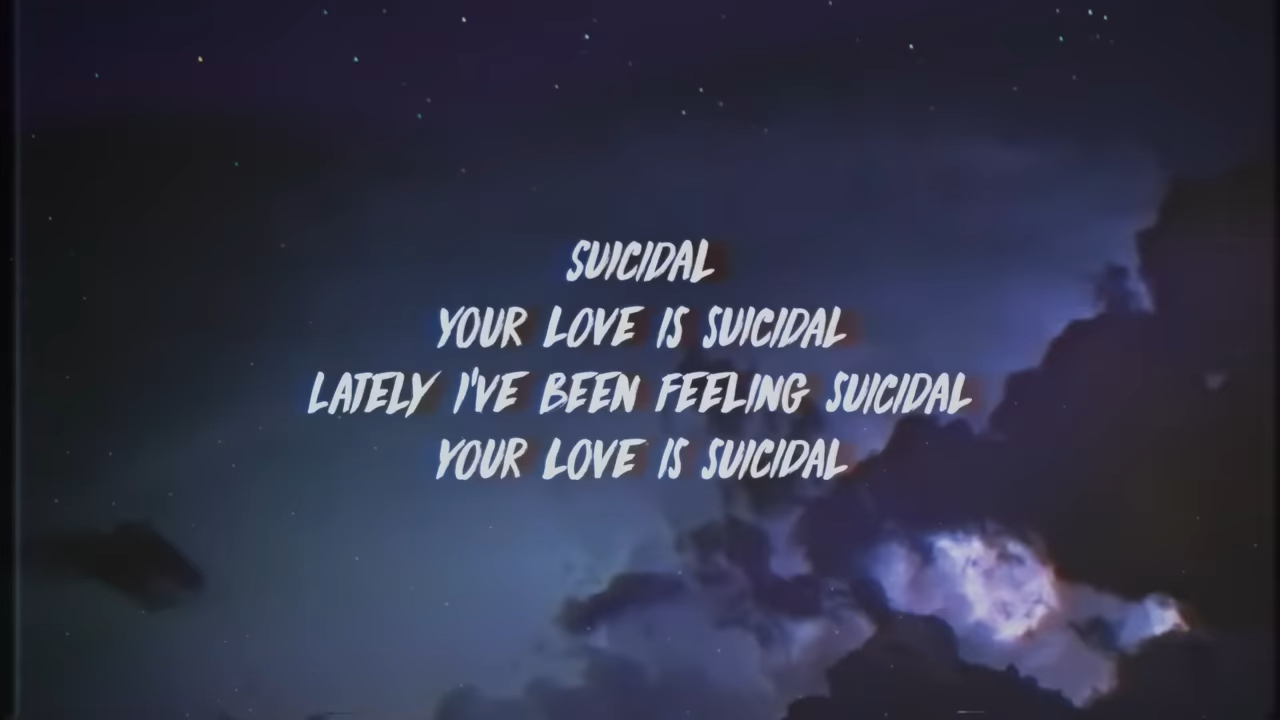 SUICIDAL
YOUR LOVE IS SUICIDAL
LATELY I'VE BEEN FEELING SUICIDAL
YOUR LOVE IS SUICIDAL